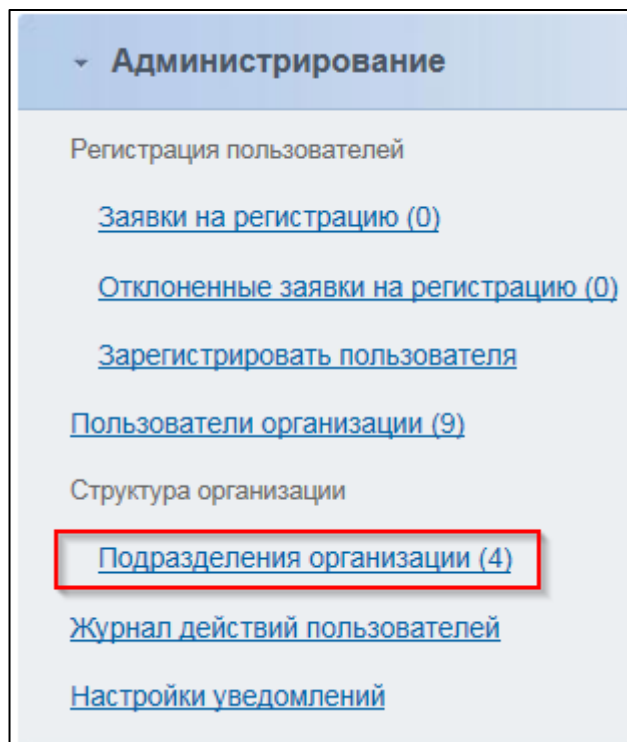 Администрирование
Регистрация пользователей
Заявки на регистрацию (0)
Отклоненные заявки на регистрацию (0)
Зарегистрировать пользователя
Пользователи организации (9)
Структура организации
Подразделения организации (4)
Журнал действий пользователей
Настройки уведомлений